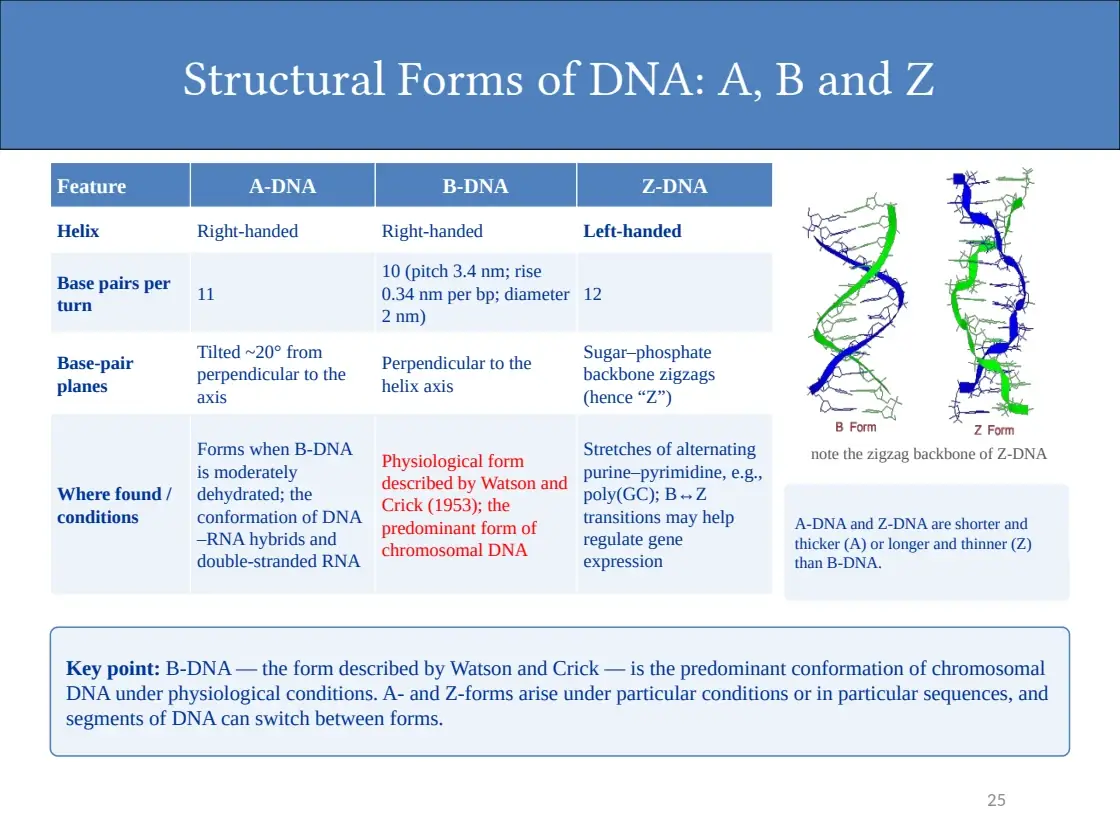 Structural Forms of DNA: A, B and Z
Feature
A-DNA
B-DNA
Z-DNA
Helix
Right-handed
Right-handed
Left-handed
Base pairs per
turn
11
10 (pitch 3.4 nm; rise
0.34 nm per bp; diameter
2 nm)
12
Base-pair
planes
Tilted ~20° from
perpendicular to the
axis
Perpendicular to the
helix axis
Sugar–phosphate
backbone zigzags
(hence “Z”)
Where found /
conditions
Forms when B-DNA
is moderately
dehydrated; the
conformation of DNA
–RNA hybrids and
double-stranded RNA
Physiological form
described by Watson and
Crick (1953); the
predominant form of
chromosomal DNA
Stretches of alternating
purine–pyrimidine, e.g.,
poly(GC); B↔Z
transitions may help
regulate gene
expression
B Form
Z Form
note the zigzag backbone of Z-DNA
A-DNA and Z-DNA are shorter and
thicker (A) or longer and thinner (Z)
than B-DNA.
Key point: B-DNA — the form described by Watson and Crick — is the predominant conformation of chromosomal
DNA under physiological conditions. A- and Z-forms arise under particular conditions or in particular sequences, and
segments of DNA can switch between forms.
25